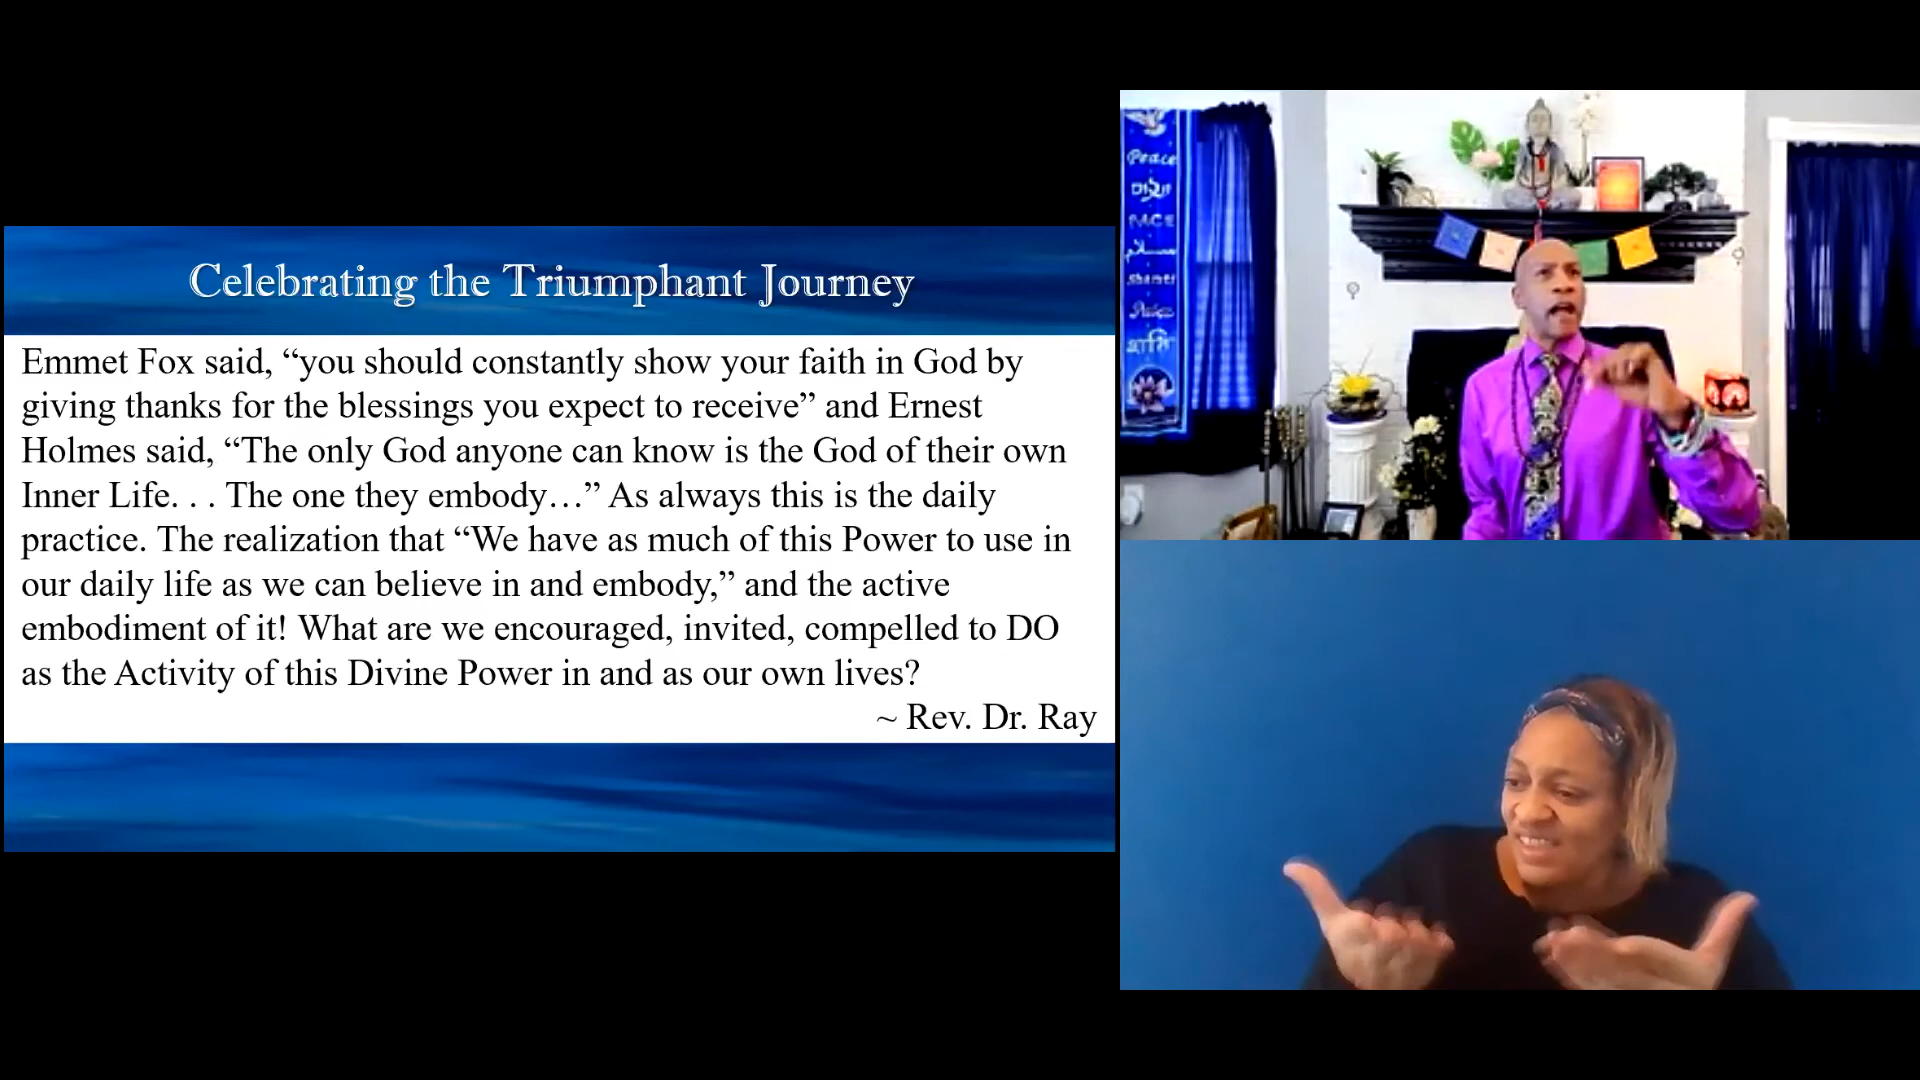 Celebrating the Triumphant Journey
Emmet Fox said, “you should constantly show your faith in God by
giving thanks for the blessings you expect to receive” and Ernest
Holmes said, “The only God anyone can know is the God of their own
Inner Life. . . The one they embody…” As always this is the daily
practice. The realization that “We have as much of this Power to use in
our daily life as we can believe in and embody,” and the active
embodiment of it! What are we encouraged, invited, compelled to DO
as the Activity of this Divine Power in and as our own lives?
~ Rev. Dr. Ray
Peace
shanti